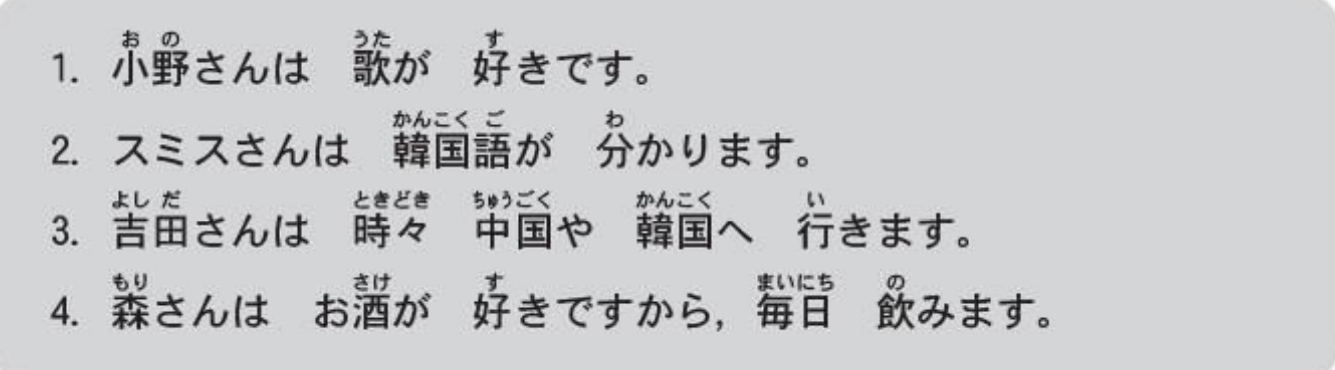 1. 小野さんは　歌が　好きです。
2. スミスさんは　韓国語が　分かります。
3. 吉田さんは　時々　中国や　韓国へ　行きます。
4. 森さんは　お酒が　好きですから, 毎日　飲みます。